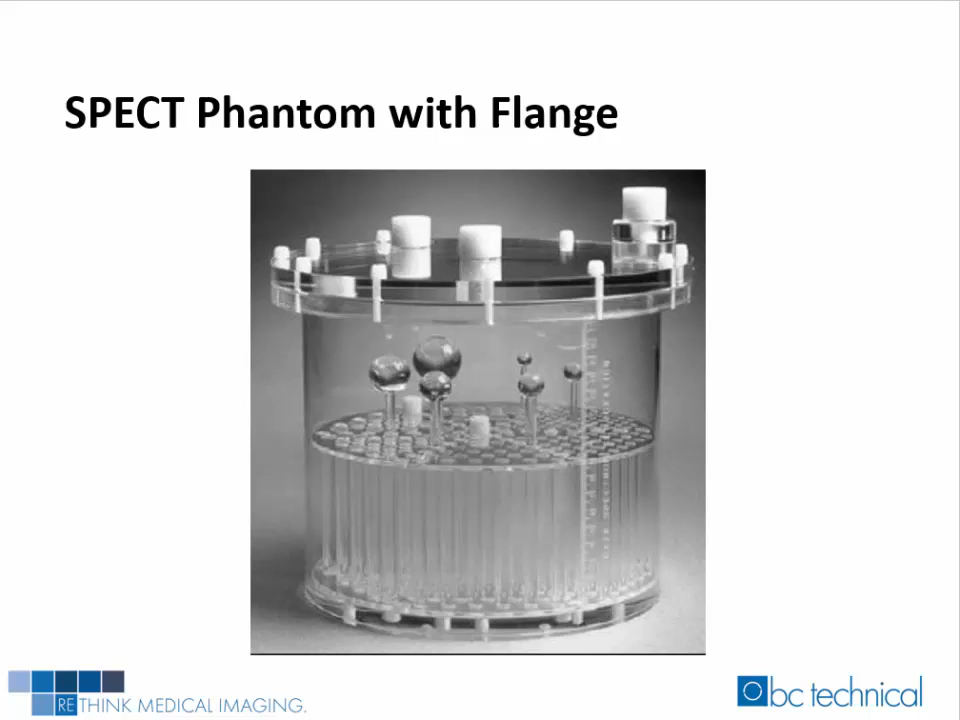 SPECT Phantom with Flange
RETHINK MEDICAL IMAGING.
bc technical